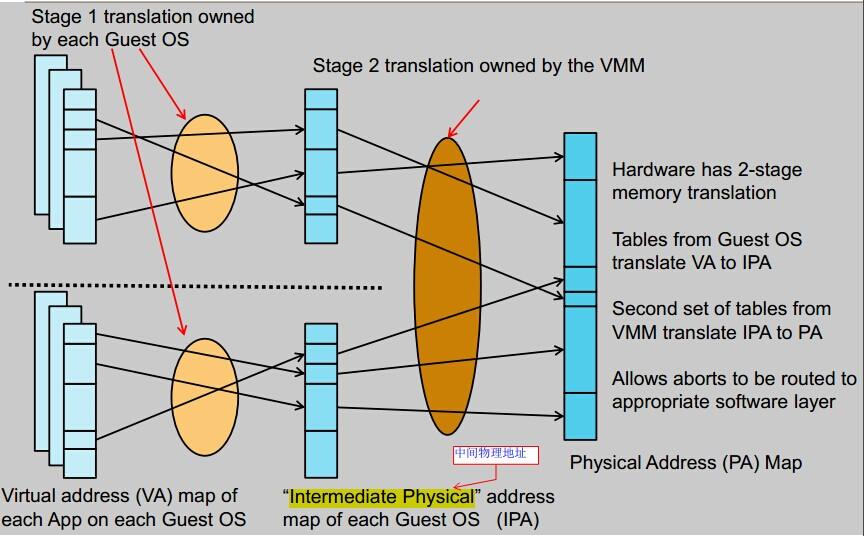 Stage 1 translation owned
by each Guest OS
Stage 2 translation owned by the VMM
Hardware has 2-stage
memory translation
Tables from Guest OS
translate VA to IPA
Second set of tables from
VMM translate IPA to PA
Allows aborts to be routed to
appropriate software layer
中间物理地址
Physical Address (PA) Map
Virtual address (VA) map of
each App on each Guest OS
“Intermediate Physical” address
map of each Guest OS (IPA)